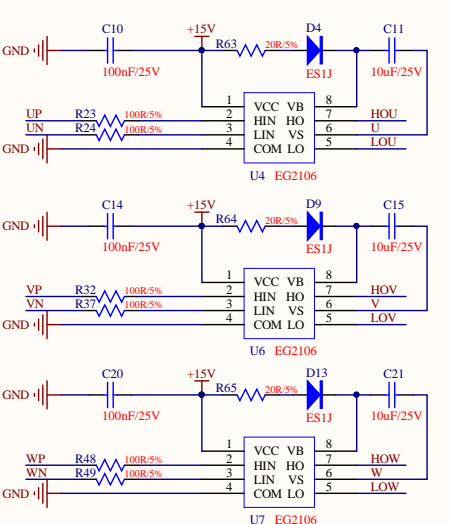 C10 +15V R63 20R/5% D4 C11
GND
100nF/25V ES1J 10uF/25V
1 VCC VB 8
UP R23 100R/5% 2 HIN HO 7 HOU
UN R24 100R/5% 3 LIN VS 6 U
GND 4 COM LO 5 LOU
U4 EG2106
C14 +15V R64 20R/5% D9 C15
GND
100nF/25V ES1J 10uF/25V
1 VCC VB 8
VP R32 100R/5% 2 HIN HO 7 HOV
VN R37 100R/5% 3 LIN VS 6 V
GND 4 COM LO 5 LOV
U6 EG2106
C20 +15V R65 20R/5% D13 C21
GND
100nF/25V ES1J 10uF/25V
1 VCC VB 8
WP R48 100R/5% 2 HIN HO 7 HOW
WN R49 100R/5% 3 LIN VS 6 W
GND 4 COM LO 5 LOW
U7 EG2106